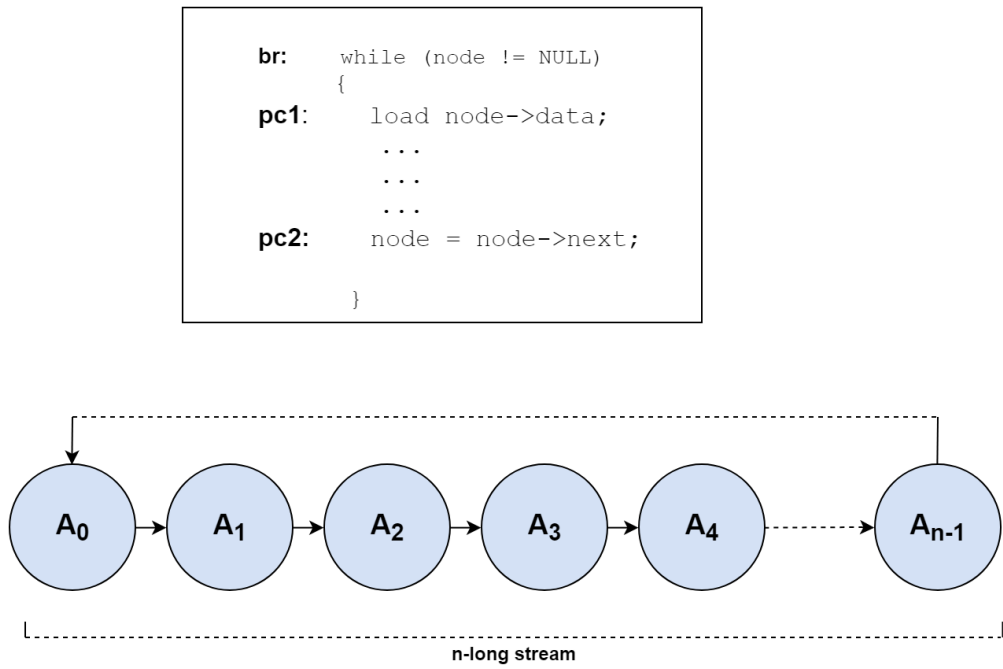 br: while (node != NULL)
{
pc1: load node->data;
...
...
...
pc2: node = node->next;
}
A0 A1 A2 A3 A4 An-1
n-long stream